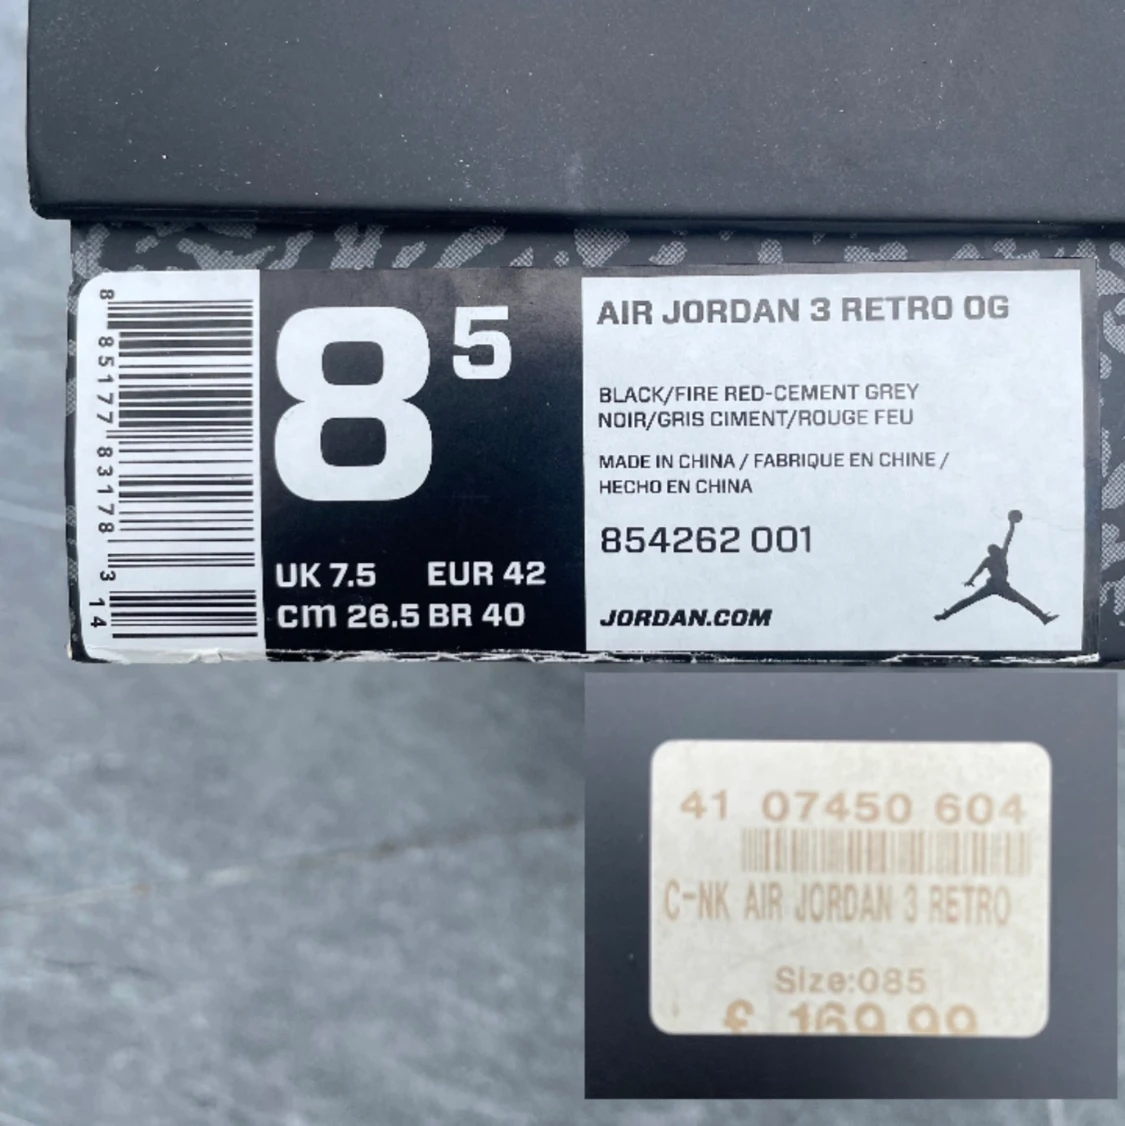 8 85177 83178 3 14
8 5
UK 7.5 EUR 42
cm 26.5 BR 40
AIR JORDAN 3 RETRO OG
BLACK/FIRE RED-CEMENT GREY
NOIR/GRIS CIMENT/ROUGE FEU
MADE IN CHINA / FABRIQUE EN CHINE /
HECHO EN CHINA
854262 001
JORDAN.COM
41 07450 604
C-NK AIR JORDAN 3 RETRO
Size:085
£ 169.99